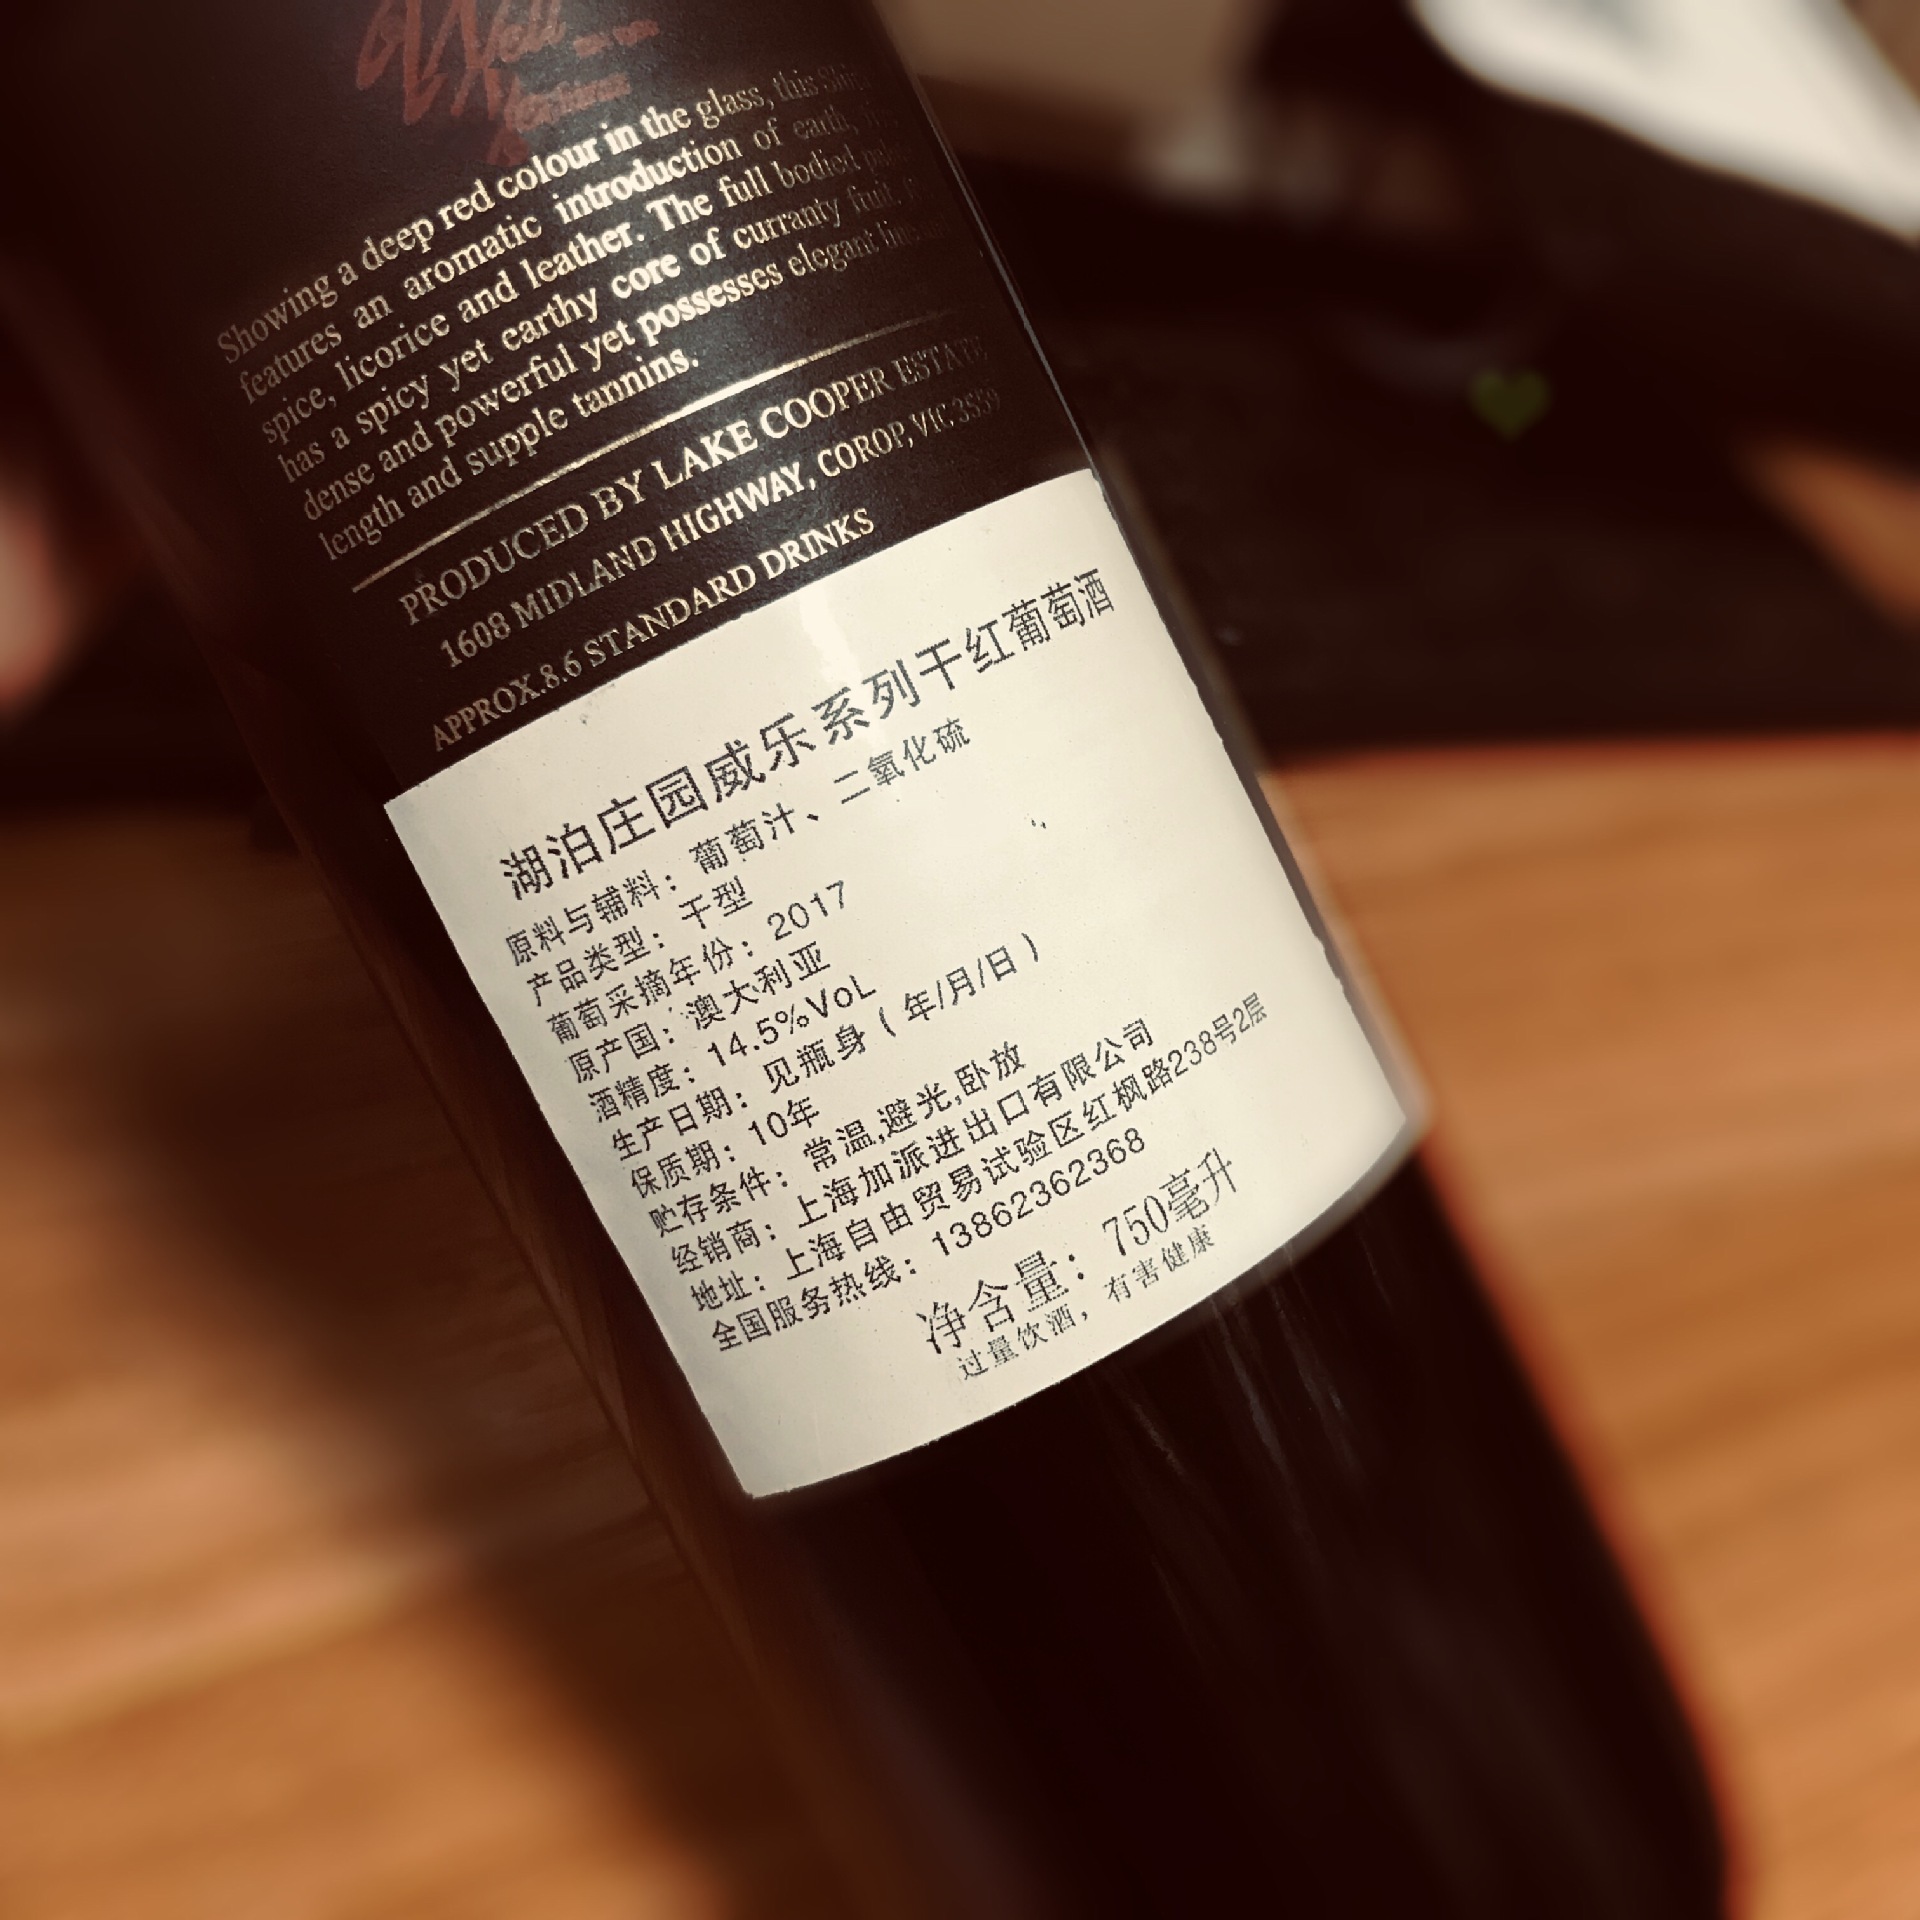 Well
Showing a deep red colour in the glass, this
features an aromatic introduction of earth,
spice, licorice and leather. The full bodied
has a spicy yet earthy core of curranty fruit.
dense and powerful yet possesses elegant
length and supple tannins.
PRODUCED BY LAKE COOPER ESTATE
1608 MIDLAND HIGHWAY, COROP, VIC 3559
APPROX.8.6 STANDARD DRINKS
湖泊庄园威乐系列干红葡萄酒
原料与辅料：葡萄汁、二氧化硫
产品类型：干型
葡萄采摘年份：2017
原产国：澳大利亚
酒精度：14.5%VoL
生产日期：见瓶身（年/月/日）
保质期：10年
贮存条件：常温,避光,卧放
经销商：上海加派进出口有限公司
地址：上海自由贸易试验区红枫路238号2层
全国服务热线：13862362368
净含量：750毫升
过量饮酒，有害健康